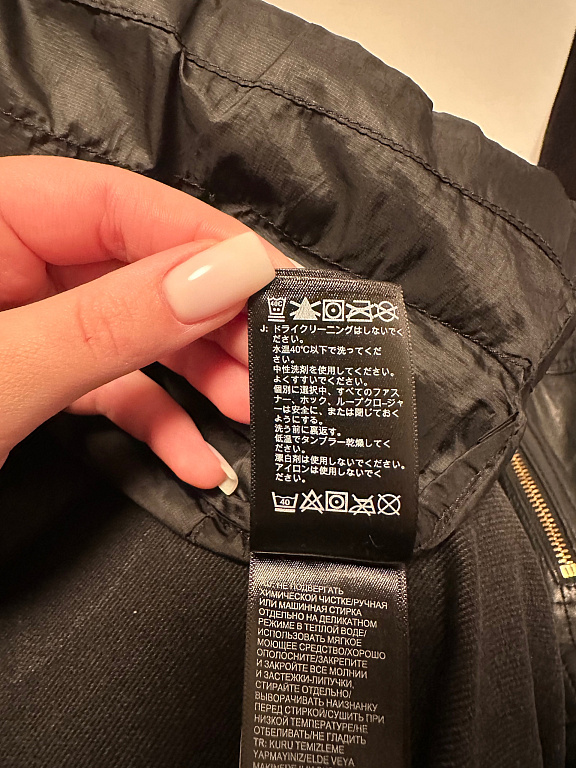 40C
J: ドライクリーニングはしないでく
ださい。
水温40℃以下で洗ってくだ
さい。
中性洗剤を使用してください。
よくすすいでください。
個別に選択中、すべてのファス
ナー、ホック、ループクロージャ
ーは安全に、または閉じておく
ようにする。
洗う前に裏返す。
低温でタンブラー乾燥してく
ださい。
漂白剤は使用しないでください。
アイロンは使用しないでくださ
い。
40
НЕ ПОДВЕРГАТЬ
ХИМИЧЕСКОЙ ЧИСТКЕ/РУЧНАЯ
ИЛИ МАШИННАЯ СТИРКА
ОТДЕЛЬНО НА ДЕЛИКАТНОМ
РЕЖИМЕ В ТЕПЛОЙ ВОДЕ/
ИСПОЛЬЗОВАТЬ МЯГКОЕ
МОЮЩЕЕ СРЕДСТВО/ХОРОШО
ОПОЛОСНИТЕ/ЗАКРЕПИТЕ
И ЗАКРОЙТЕ ВСЕ МОЛНИИ
И ЗАСТЕЖКИ-ЛИПУЧКИ,
СТИРАЙТЕ ОТДЕЛЬНО/
ВЫВОРАЧИВАТЬ НАИЗНАНКУ
ПЕРЕД СТИРКОЙ/СУШИТЬ ПРИ
НИЗКОЙ ТЕМПЕРАТУРЕ/НЕ
ОТБЕЛИВАТЬ/НЕ ГЛАДИТЬ
TR: KURU TEMIZLEME
YAPMAYINIZ/ELDE VEYA